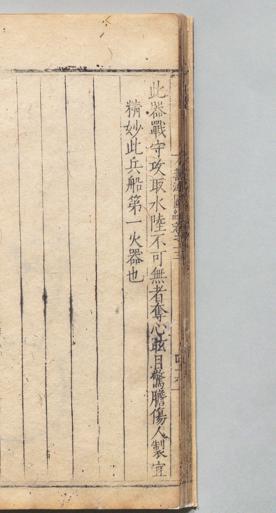 此器戰守攻取水陸不可無者奪心眩目驚膽傷人製宜
精妙此兵船第一火器也